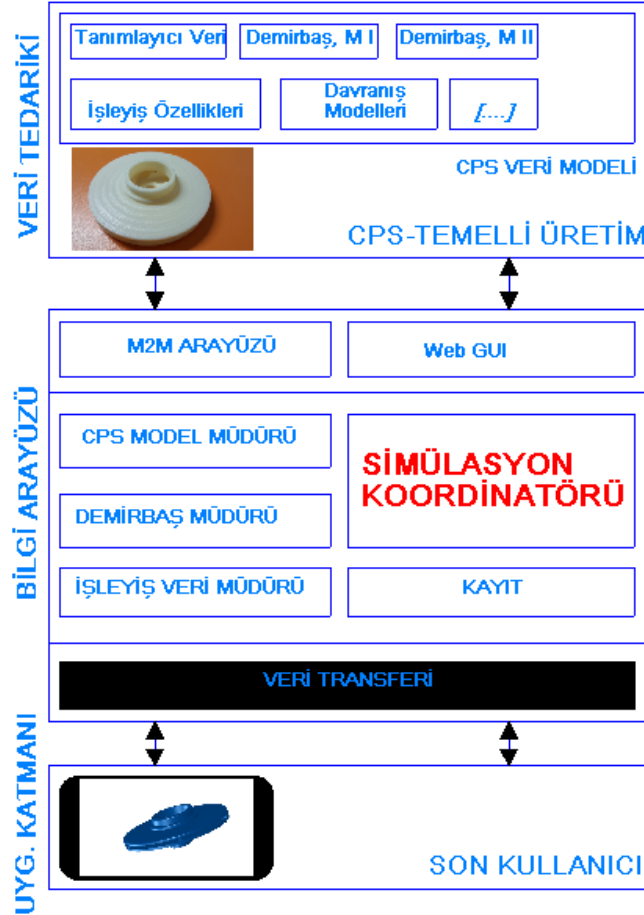 VERİ TEDARİKİ
Tanımlayıcı Veri
Demirbaş, M I
Demirbaş, M II
İşleyiş Özellikleri
Davranış
Modelleri
[....]
CPS VERİ MODELİ
CPS-TEMELLİ ÜRETİM
BİLGİ ARAYÜZÜ
M2M ARAYÜZÜ
Web GUI
CPS MODEL MÜDÜRÜ
SİMÜLASYON
KOORDİNATÖRÜ
DEMİRBAŞ MÜDÜRÜ
İŞLEYİŞ VERİ MÜDÜRÜ
KAYIT
VERİ TRANSFERİ
UYG. KATMANI
SON KULLANICI